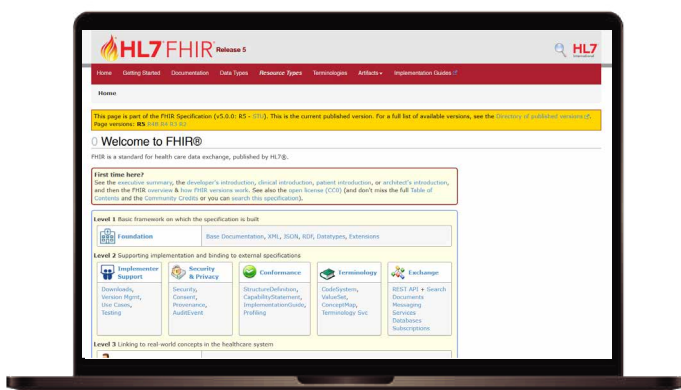 HL7 FHIR Release 5
HL7
International
Home Getting Started Documentation Data Types Resource Types Terminologies Artifacts Implementation Guides
Home
This page is part of the FHIR Specification (v5.0.0: R5 - STU). This is the current published version. For a full list of available versions, see the Directory of published versions.
Page versions: R5 R4B R4 R3 R2
0 Welcome to FHIR®
FHIR is a standard for health care data exchange, published by HL7®.
First time here?
See the executive summary, the developer's introduction, clinical introduction, patient introduction, or architect's introduction,
and then the FHIR overview & how FHIR versions work. See also the open license (CC0) (and don't miss the full Table of
Contents and the Community Credits or you can search this specification).
Level 1 Basic framework on which the specification is built
Foundation
Base Documentation, XML, JSON, RDF, Datatypes, Extensions
Level 2 Supporting implementation and binding to external specifications
Implementer
Support
Security
& Privacy
Conformance
Terminology
Exchange
Downloads,
Version Mgmt,
Use Cases,
Testing
Security,
Consent,
Provenance,
AuditEvent
StructureDefinition,
CapabilityStatement,
ImplementationGuide,
Profiling
CodeSystem,
ValueSet,
ConceptMap,
Terminology Svc
REST API + Search
Documents
Messaging
Services
Databases
Subscriptions
Level 3 Linking to real-world concepts in the healthcare system